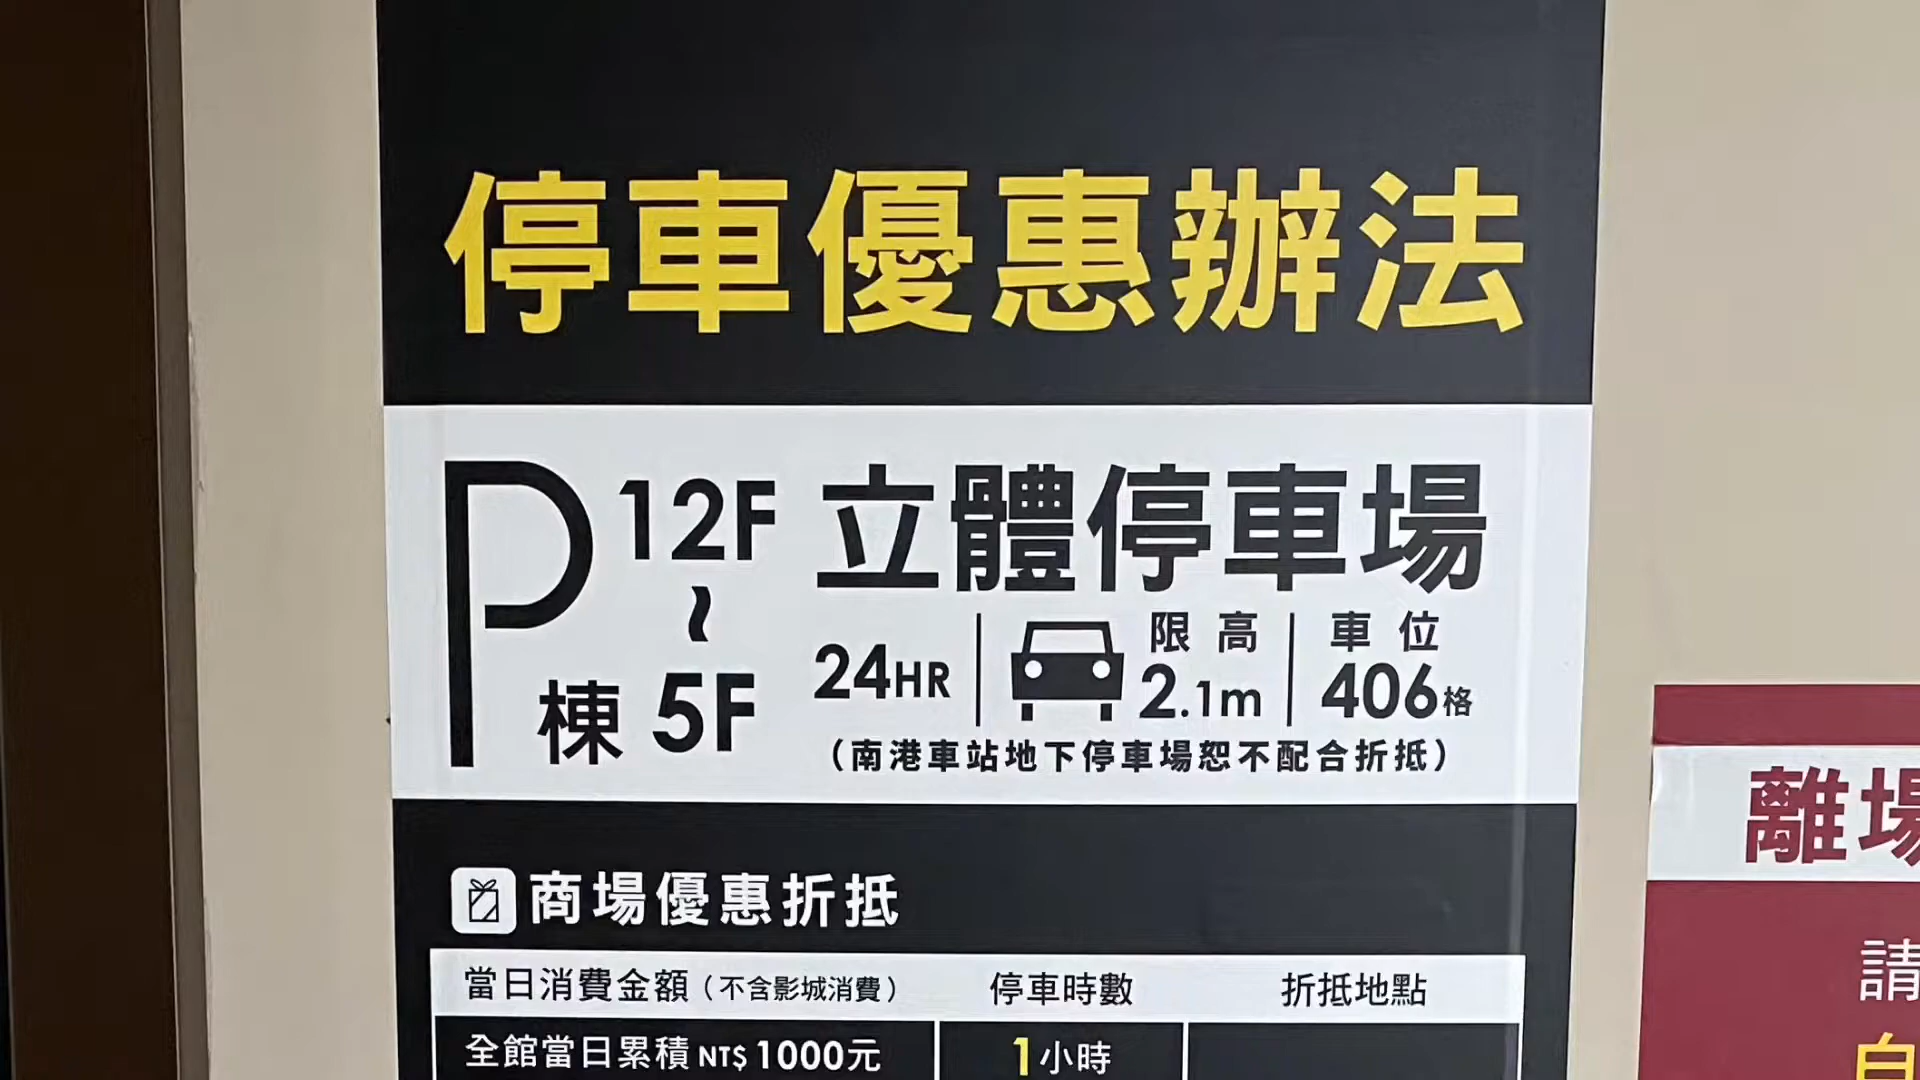 停車優惠辦法
P棟 12F~5F
立體停車場
24HR
限高 2.1m
車位 406格
（南港車站地下停車場恕不配合折抵）
商場優惠折抵
當日消費金額（不含影城消費） 停車時數 折抵地點
全館當日累積 NT$ 1000元 1小時
離場
請